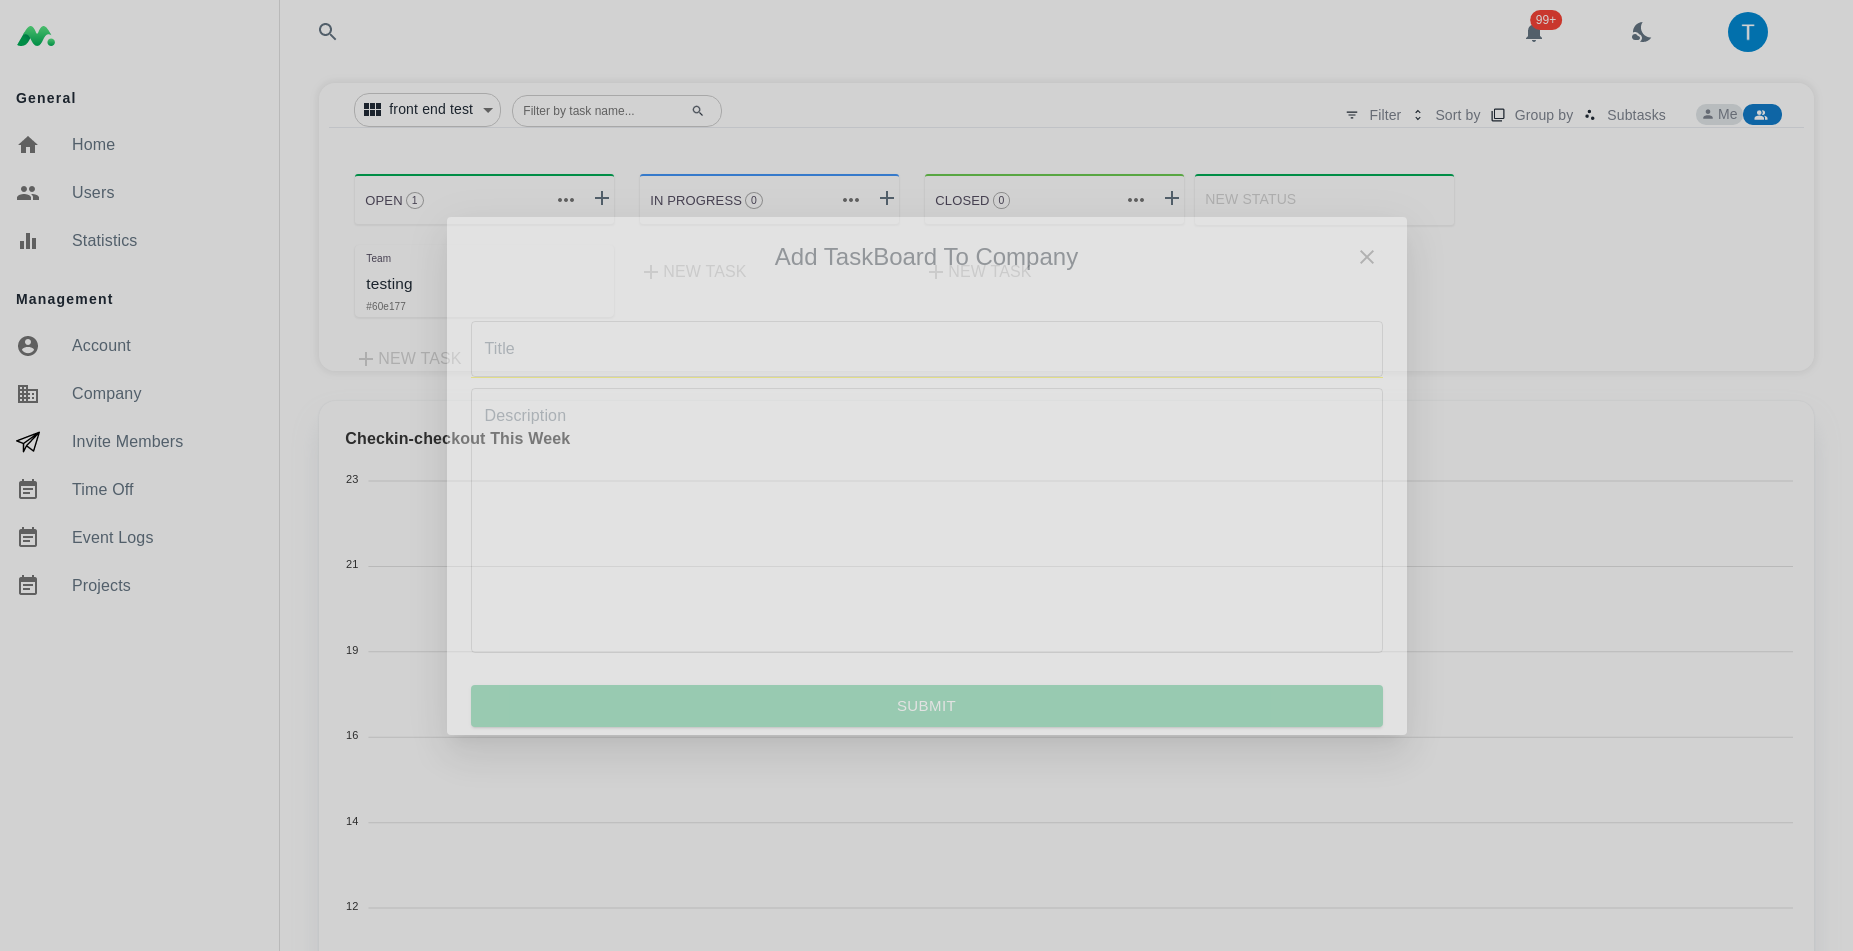 General
Home
Users
Statistics
Management
Account
Company
Invite Members
Time Off
Event Logs
Projects
99+
T
front end test
Filter by task name...
Filter
Sort by
Group by
Subtasks
Me
OPEN 1
IN PROGRESS 0
CLOSED 0
NEW STATUS
Team
testing
#60e177
NEW TASK
NEW TASK
NEW TASK
Add TaskBoard To Company
Title
Description
SUBMIT
Checkin-checkout This Week
23
21
19
16
14
12